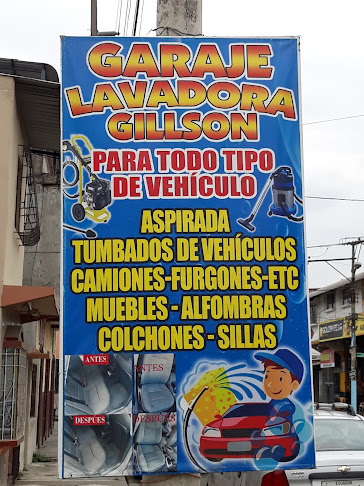 GARAJE
LAVADORA
GILLSON
PARA TODO TIPO
DE VEHÍCULO
ASPIRADA
TUMBADOS DE VEHÍCULOS
CAMIONES-FURGONES-ETC
MUEBLES - ALFOMBRAS
COLCHONES - SILLAS
ANTES
ANTES
DESPUES
DESPUES